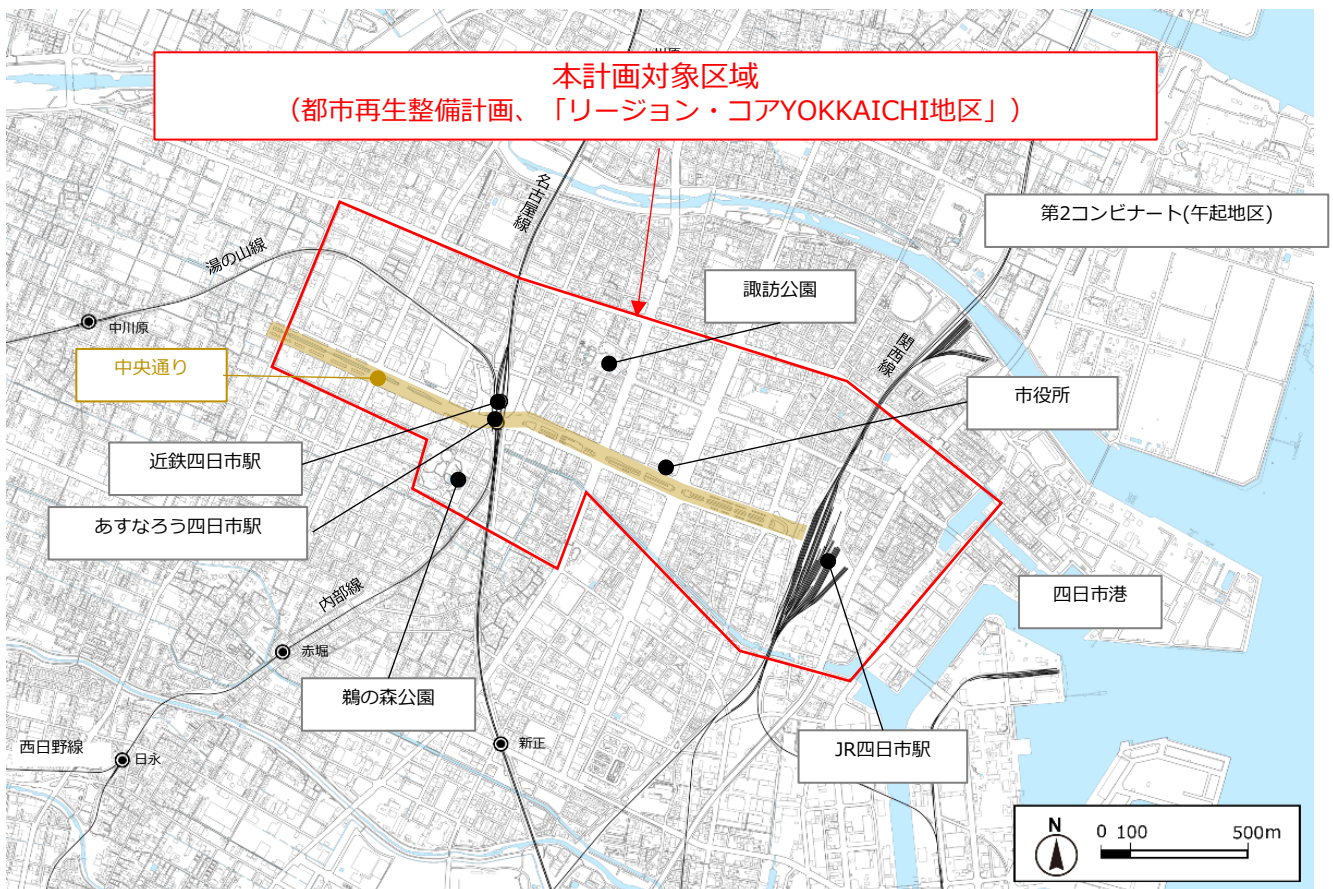 本計画対象区域
（都市再生整備計画、「リージョン・コアYOKKAICHI地区」）
名古屋線
第2コンビナート(午起地区)
湯の山線
諏訪公園
中川原
関西線
中央通り
市役所
近鉄四日市駅
あすなろう四日市駅
四日市港
内部線
赤堀
鵜の森公園
新正
JR四日市駅
西日野線
日永
N
0 100 500m